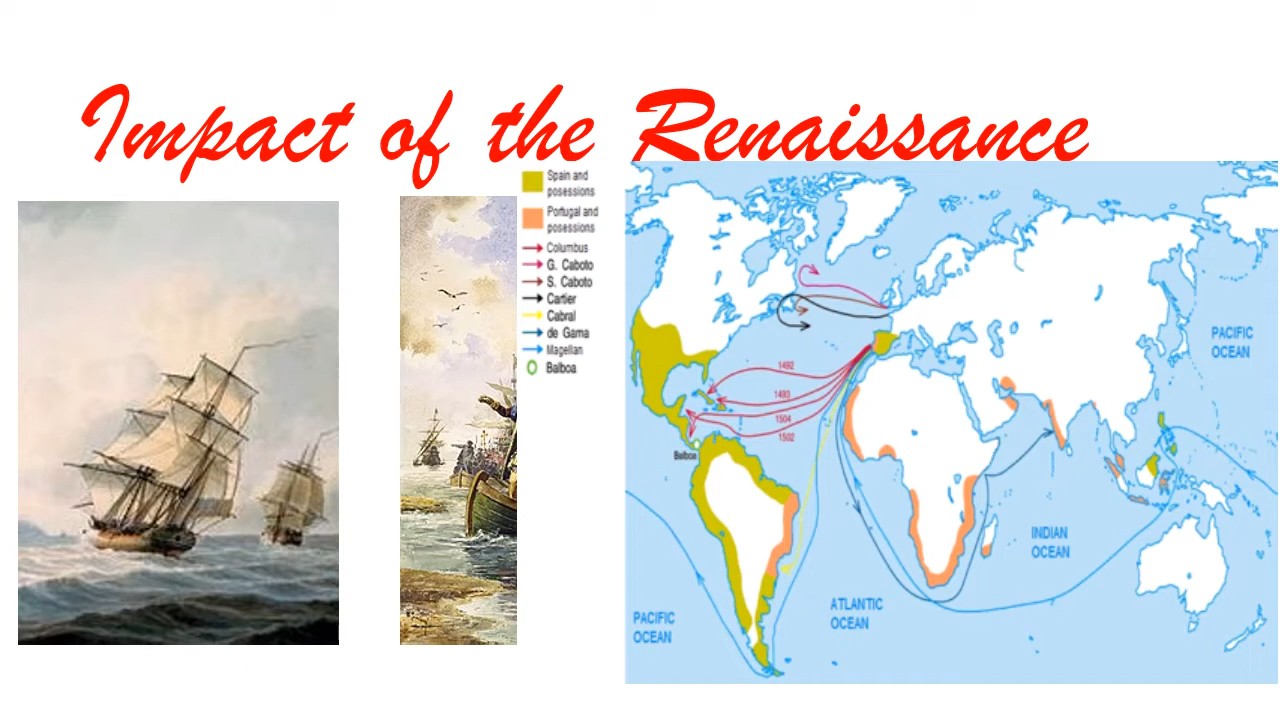 Impact of the Renaissance
Spain and
posessions
Portugal and
posessions
Columbus
G. Caboto
S. Caboto
Cartier
Cabral
de Gama
Magellan
Balboa
1492
1493
1504
1502
Balboa
PACIFIC
OCEAN
INDIAN
OCEAN
ATLANTIC
OCEAN
PACIFIC
OCEAN